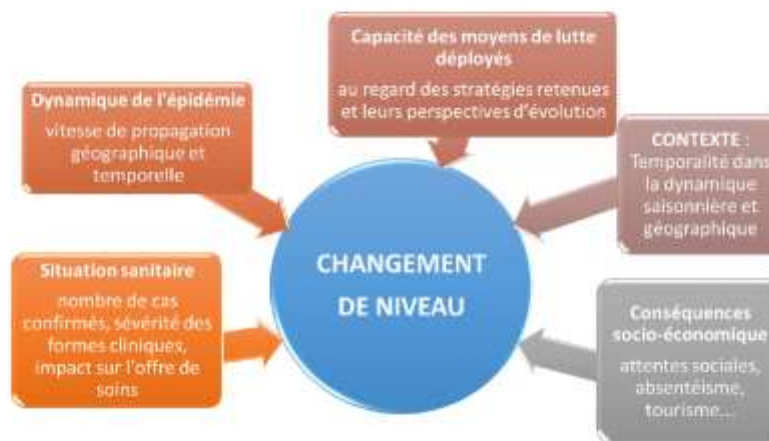 Capacité des moyens de lutte
déployés
au regard des stratégies retenues
et leurs perspectives d'évolution
Dynamique de l'épidémie
vitesse de propagation
géographique et
temporelle
CONTEXTE :
Temporalité dans
la dynamique
saisonnière et
géographique
CHANGEMENT
DE NIVEAU
Situation sanitaire
nombre de cas
confirmés, sévérité des
formes cliniques,
impact sur l'offre de
soins
Conséquences
socio-économique
attentes sociales,
absentéisme,
tourisme...